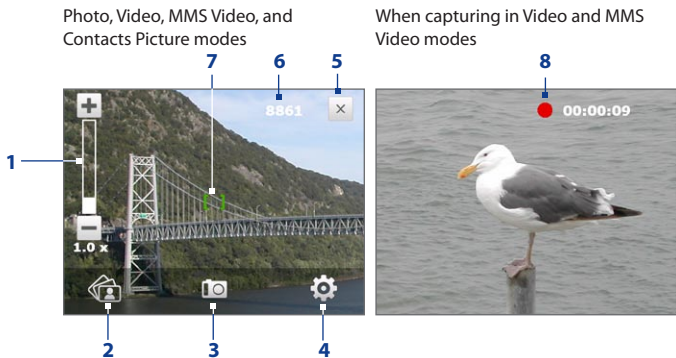 Photo, Video, MMS Video, and
Contacts Picture modes
When capturing in Video and MMS
Video modes
7
6
5
8
8861
00:00:09
1
1.0 x
2
3
4